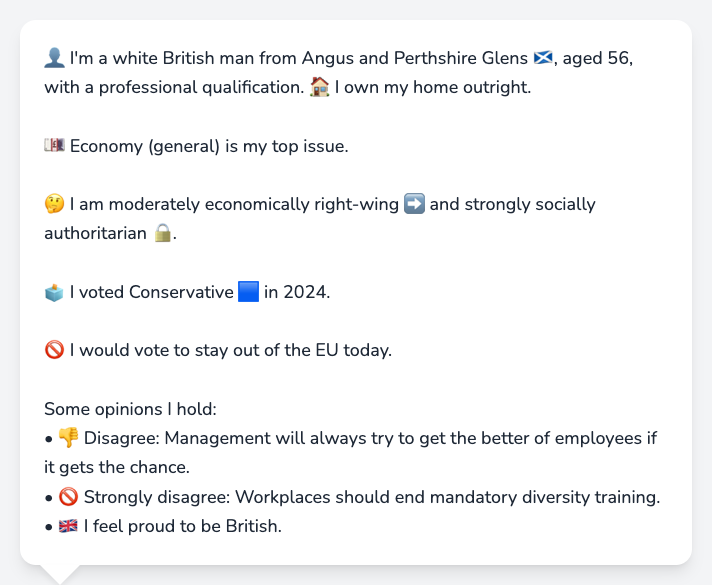 👤 I'm a white British man from Angus and Perthshire Glens 🏴󠁧󠁢󠁳󠁣󠁴󠁿, aged 56,
with a professional qualification. 🏠 I own my home outright.
💷 Economy (general) is my top issue.
🤔 I am moderately economically right-wing ➡️ and strongly socially
authoritarian 🔒.
🗳️ I voted Conservative 🟦 in 2024.
🚫 I would vote to stay out of the EU today.
Some opinions I hold:
• 👎 Disagree: Management will always try to get the better of employees if
it gets the chance.
• 🚫 Strongly disagree: Workplaces should end mandatory diversity training.
• 🇬🇧 I feel proud to be British.